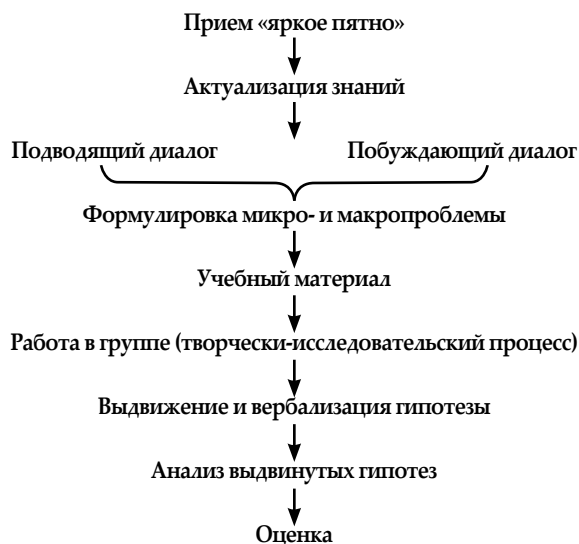 Прием «яркое пятно»
Актуализация знаний
Подводящий диалог Побуждающий диалог
Формулировка микро- и макропроблемы
Учебный материал
Работа в группе (творчески-исследовательский процесс)
Выдвижение и вербализация гипотезы
Анализ выдвинутых гипотез
Оценка